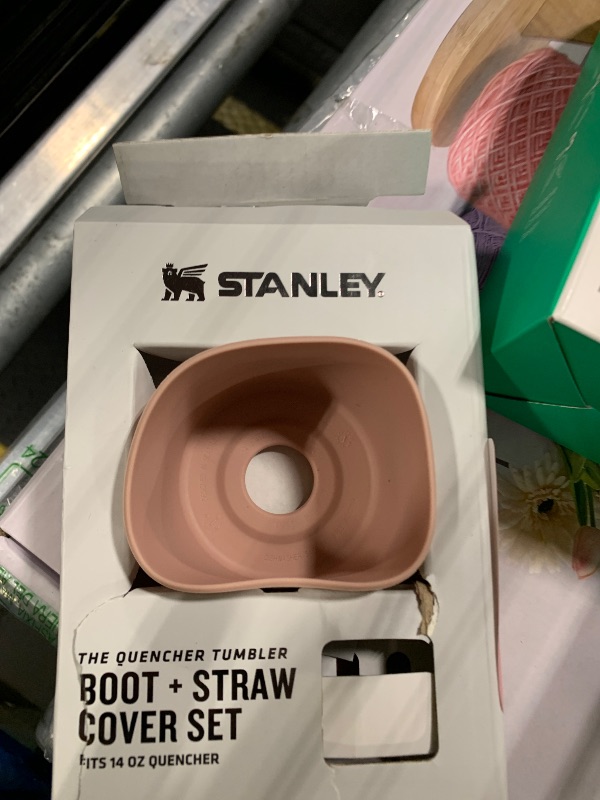 STANLEY
THE QUENCHER TUMBLER
BOOT + STRAW
COVER SET
FITS 14 OZ QUENCHER